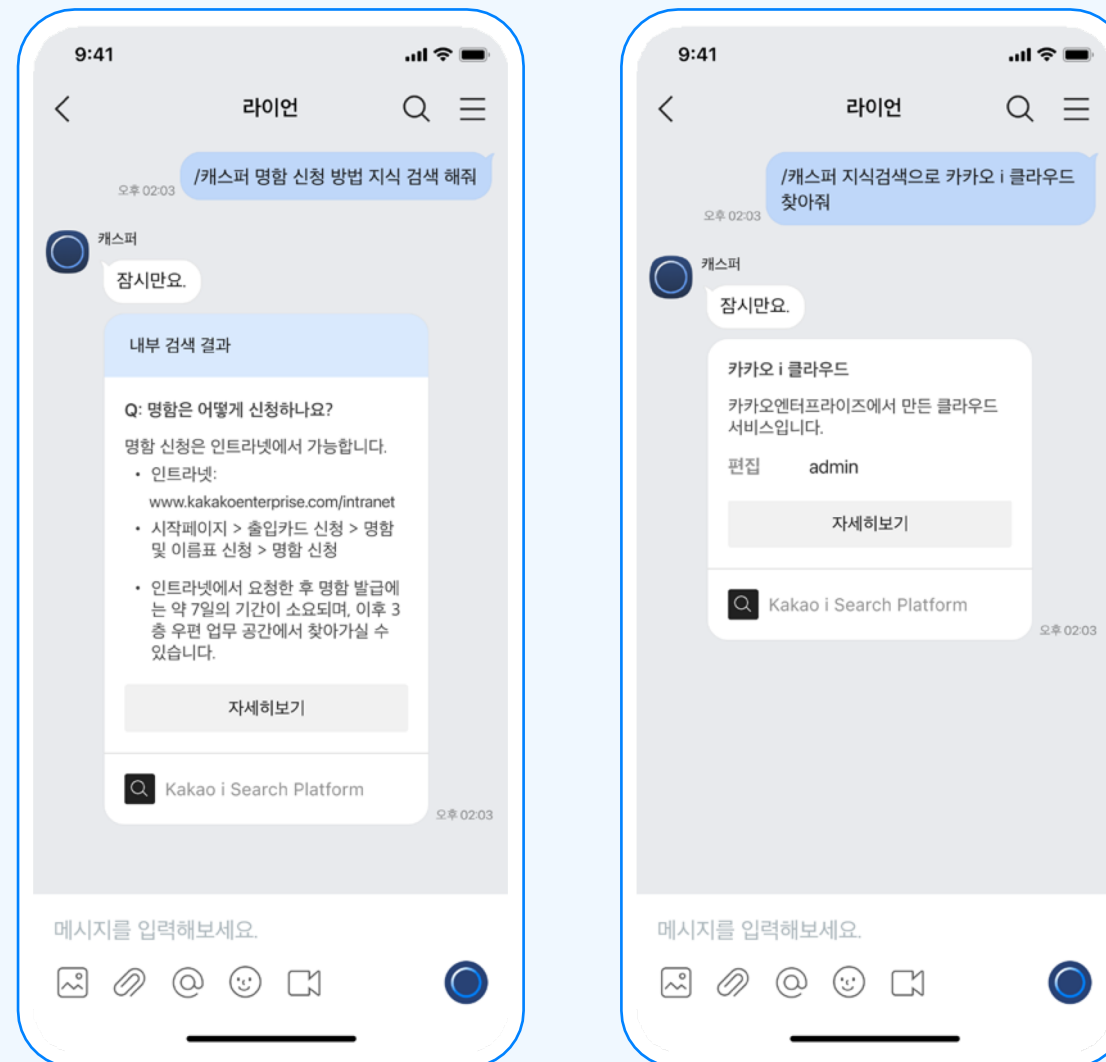 9:41
라이언
/캐스퍼 명함 신청 방법 지식 검색 해줘
오후 02:03
캐스퍼
잠시만요.
내부 검색 결과
Q: 명함은 어떻게 신청하나요?
명함 신청은 인트라넷에서 가능합니다.
• 인트라넷:
www.kakakoenterprise.com/intranet
• 시작페이지 > 출입카드 신청 > 명함
및 이름표 신청 > 명함 신청
• 인트라넷에서 요청한 후 명함 발급에
는 약 7일의 기간이 소요되며, 이후 3
층 우편 업무 공간에서 찾아가실 수
있습니다.
자세히보기
Kakao i Search Platform
오후 02:03
메시지를 입력해보세요.
9:41
라이언
/캐스퍼 지식검색으로 카카오 i 클라우드
찾아줘
오후 02:03
캐스퍼
잠시만요.
카카오 i 클라우드
카카오엔터프라이즈에서 만든 클라우드
서비스입니다.
편집 admin
자세히보기
Kakao i Search Platform
오후 02:03
메시지를 입력해보세요.